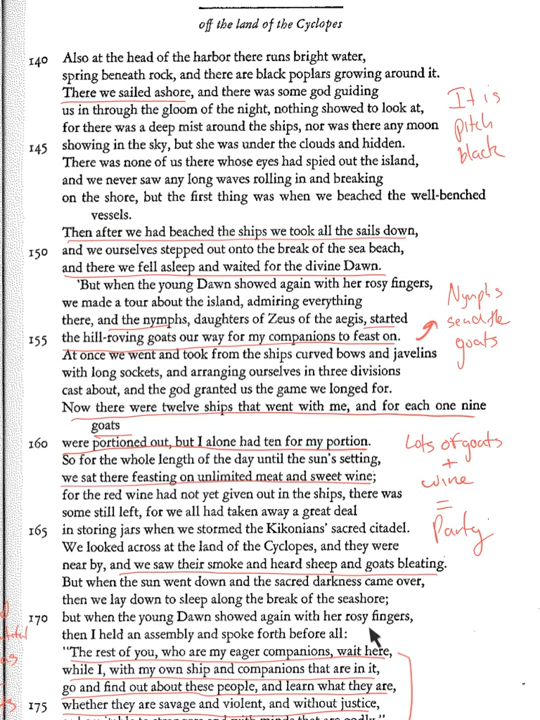 off the land of the Cyclopes
140 Also at the head of the harbor there runs bright water,
spring beneath rock, and there are black poplars growing around it.
There we sailed ashore, and there was some god guiding
us in through the gloom of the night, nothing showed to look at,
for there was a deep mist around the ships, nor was there any moon
145 showing in the sky, but she was under the clouds and hidden.
There was none of us there whose eyes had spied out the island,
and we never saw any long waves rolling in and breaking
on the shore, but the first thing was when we beached the well-benched
vessels.
Then after we had beached the ships we took all the sails down,
150 and we ourselves stepped out onto the break of the sea beach,
and there we fell asleep and waited for the divine Dawn.
'But when the young Dawn showed again with her rosy fingers,
we made a tour about the island, admiring everything
there, and the nymphs, daughters of Zeus of the aegis, started
155 the hill-roving goats our way for my companions to feast on.
At once we went and took from the ships curved bows and javelins
with long sockets, and arranging ourselves in three divisions
cast about, and the god granted us the game we longed for.
Now there were twelve ships that went with me, and for each one nine
goats
160 were portioned out, but I alone had ten for my portion.
So for the whole length of the day until the sun's setting,
we sat there feasting on unlimited meat and sweet wine;
for the red wine had not yet given out in the ships, there was
some still left, for we all had taken away a great deal
165 in storing jars when we stormed the Kikonians' sacred citadel.
We looked across at the land of the Cyclopes, and they were
near by, and we saw their smoke and heard sheep and goats bleating.
But when the sun went down and the sacred darkness came over,
then we lay down to sleep along the break of the seashore;
170 but when the young Dawn showed again with her rosy fingers,
then I held an assembly and spoke forth before all:
"The rest of you, who are my eager companions, wait here,
while I, with my own ship and companions that are in it,
go and find out about these people, and learn what they are,
175 whether they are savage and violent, and without justice,
It is
pitch
black
Nymphs
send the
goats
Lots of goats
+
wine
=
Party